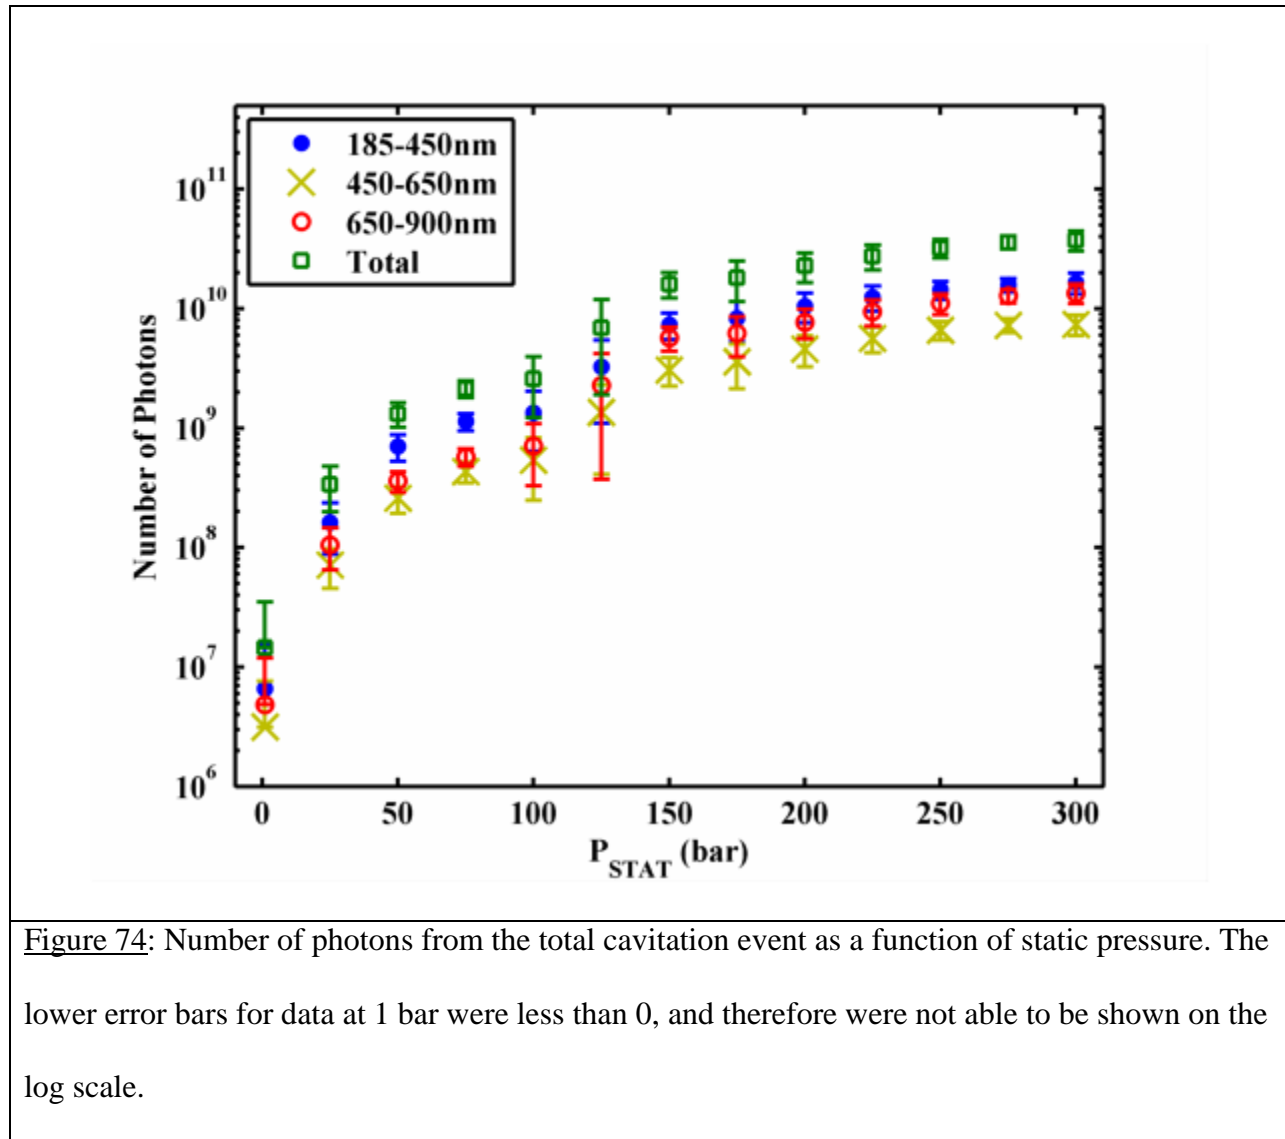 185-450nm
450-650nm
650-900nm
Total
10^11
10^10
10^9
10^8
10^7
10^6
Number of Photons
0 50 100 150 200 250 300
P_STAT (bar)
Figure 74: Number of photons from the total cavitation event as a function of static pressure. The
lower error bars for data at 1 bar were less than 0, and therefore were not able to be shown on the
log scale.